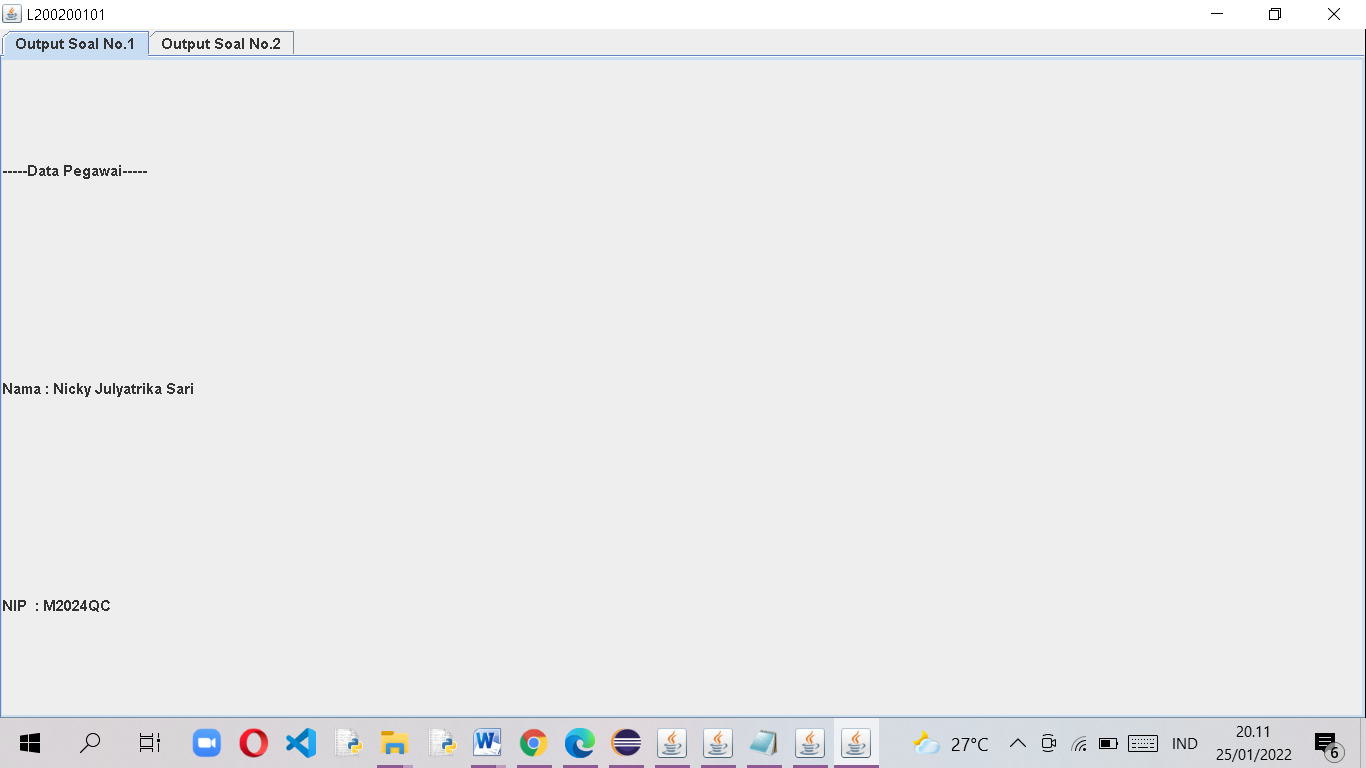 L200200101
Output Soal No.1 Output Soal No.2
-----Data Pegawai-----
Nama : Nicky Julyatrika Sari
NIP  : M2024QC
27°C IND 20.11
25/01/2022
6